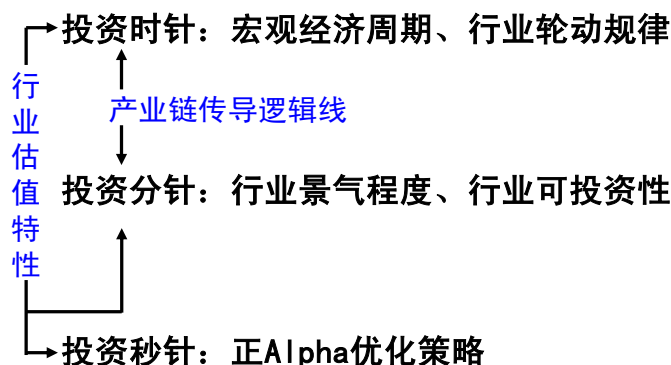 投资时针：宏观经济周期、行业轮动规律
行业估值特性
产业链传导逻辑线
投资分针：行业景气程度、行业可投资性
投资秒针：正Alpha优化策略